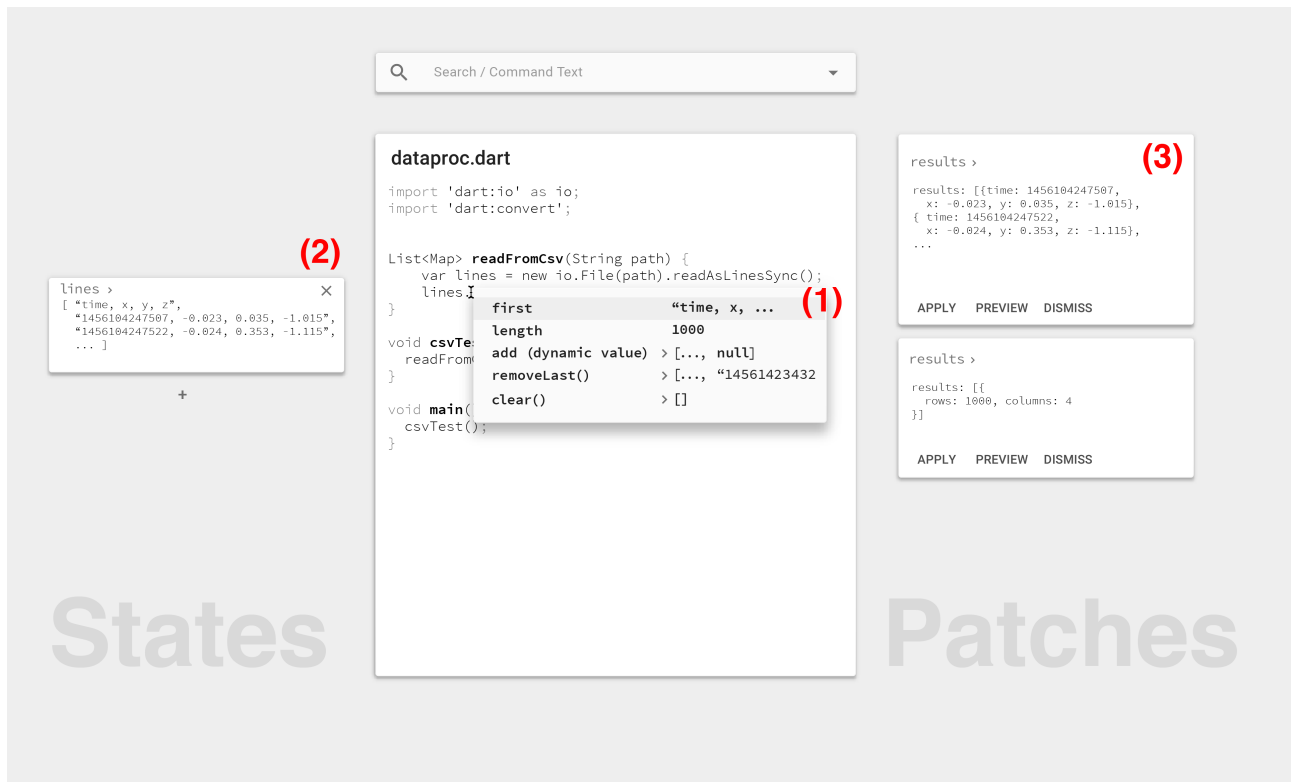 Search / Command Text
dataproc.dart
import 'dart:io' as io;
import 'dart:convert';
List<Map> readFromCsv(String path) {
var lines = new io.File(path).readAsLinesSync();
lines.
}
void csvTes
readFrom
}
void main(
csvTest();
}
(1)
first “time, x, ...
length 1000
add (dynamic value) > [..., null]
removeLast() > [..., “14561423432
clear() > []
(2)
lines ›
[ “time, x, y, z”,
“1456104247507, -0.023, 0.035, -1.015”,
“1456104247522, -0.024, 0.353, -1.115”,
... ]
+
States
(3)
results ›
results: [{time: 1456104247507,
x: -0.023, y: 0.035, z: -1.015},
{ time: 1456104247522,
x: -0.024, y: 0.353, z: -1.115},
...
APPLY PREVIEW DISMISS
results ›
results: [{
rows: 1000, columns: 4
}]
APPLY PREVIEW DISMISS
Patches